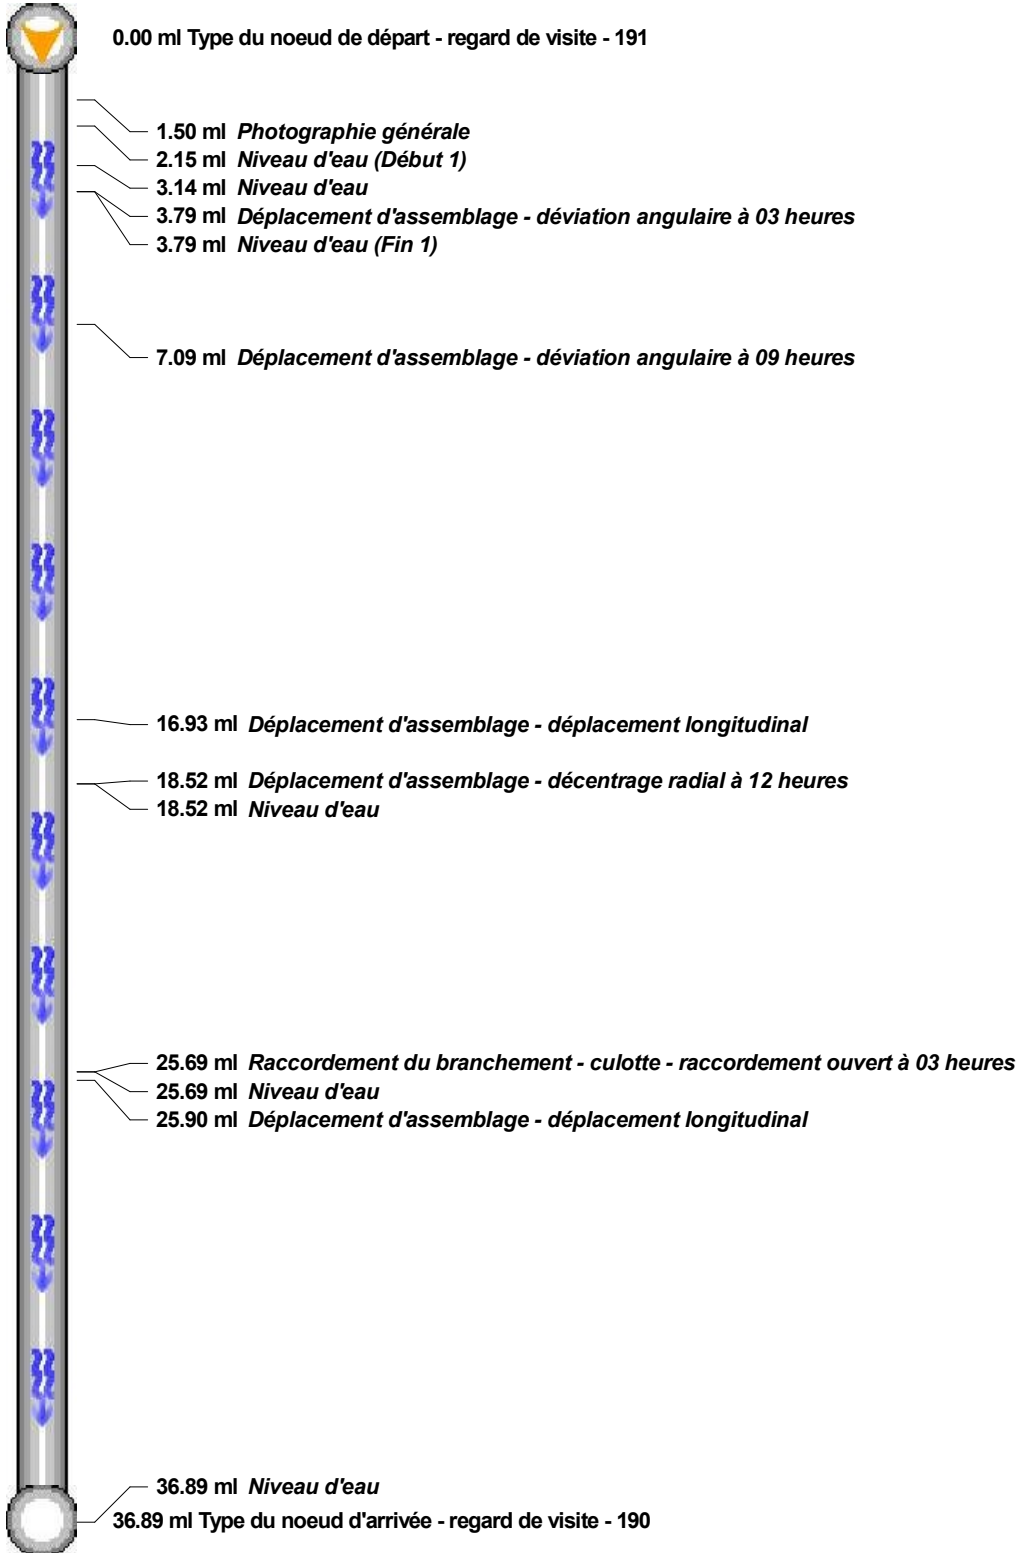 0.00 ml Type du noeud de départ - regard de visite - 191
1.50 ml Photographie générale
2.15 ml Niveau d'eau (Début 1)
3.14 ml Niveau d'eau
3.79 ml Déplacement d'assemblage - déviation angulaire à 03 heures
3.79 ml Niveau d'eau (Fin 1)
7.09 ml Déplacement d'assemblage - déviation angulaire à 09 heures
16.93 ml Déplacement d'assemblage - déplacement longitudinal
18.52 ml Déplacement d'assemblage - décentrage radial à 12 heures
18.52 ml Niveau d'eau
25.69 ml Raccordement du branchement - culotte - raccordement ouvert à 03 heures
25.69 ml Niveau d'eau
25.90 ml Déplacement d'assemblage - déplacement longitudinal
36.89 ml Niveau d'eau
36.89 ml Type du noeud d'arrivée - regard de visite - 190